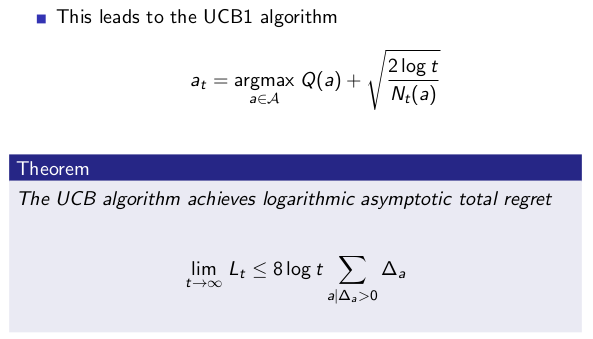 This leads to the UCB1 algorithm
a_t = argmax_{a∈𝒜} Q(a) + √(2 log t / N_t(a))
Theorem
The UCB algorithm achieves logarithmic asymptotic total regret
lim_{t→∞} L_t ≤ 8 log t ∑_{a|Δ_a>0} Δ_a